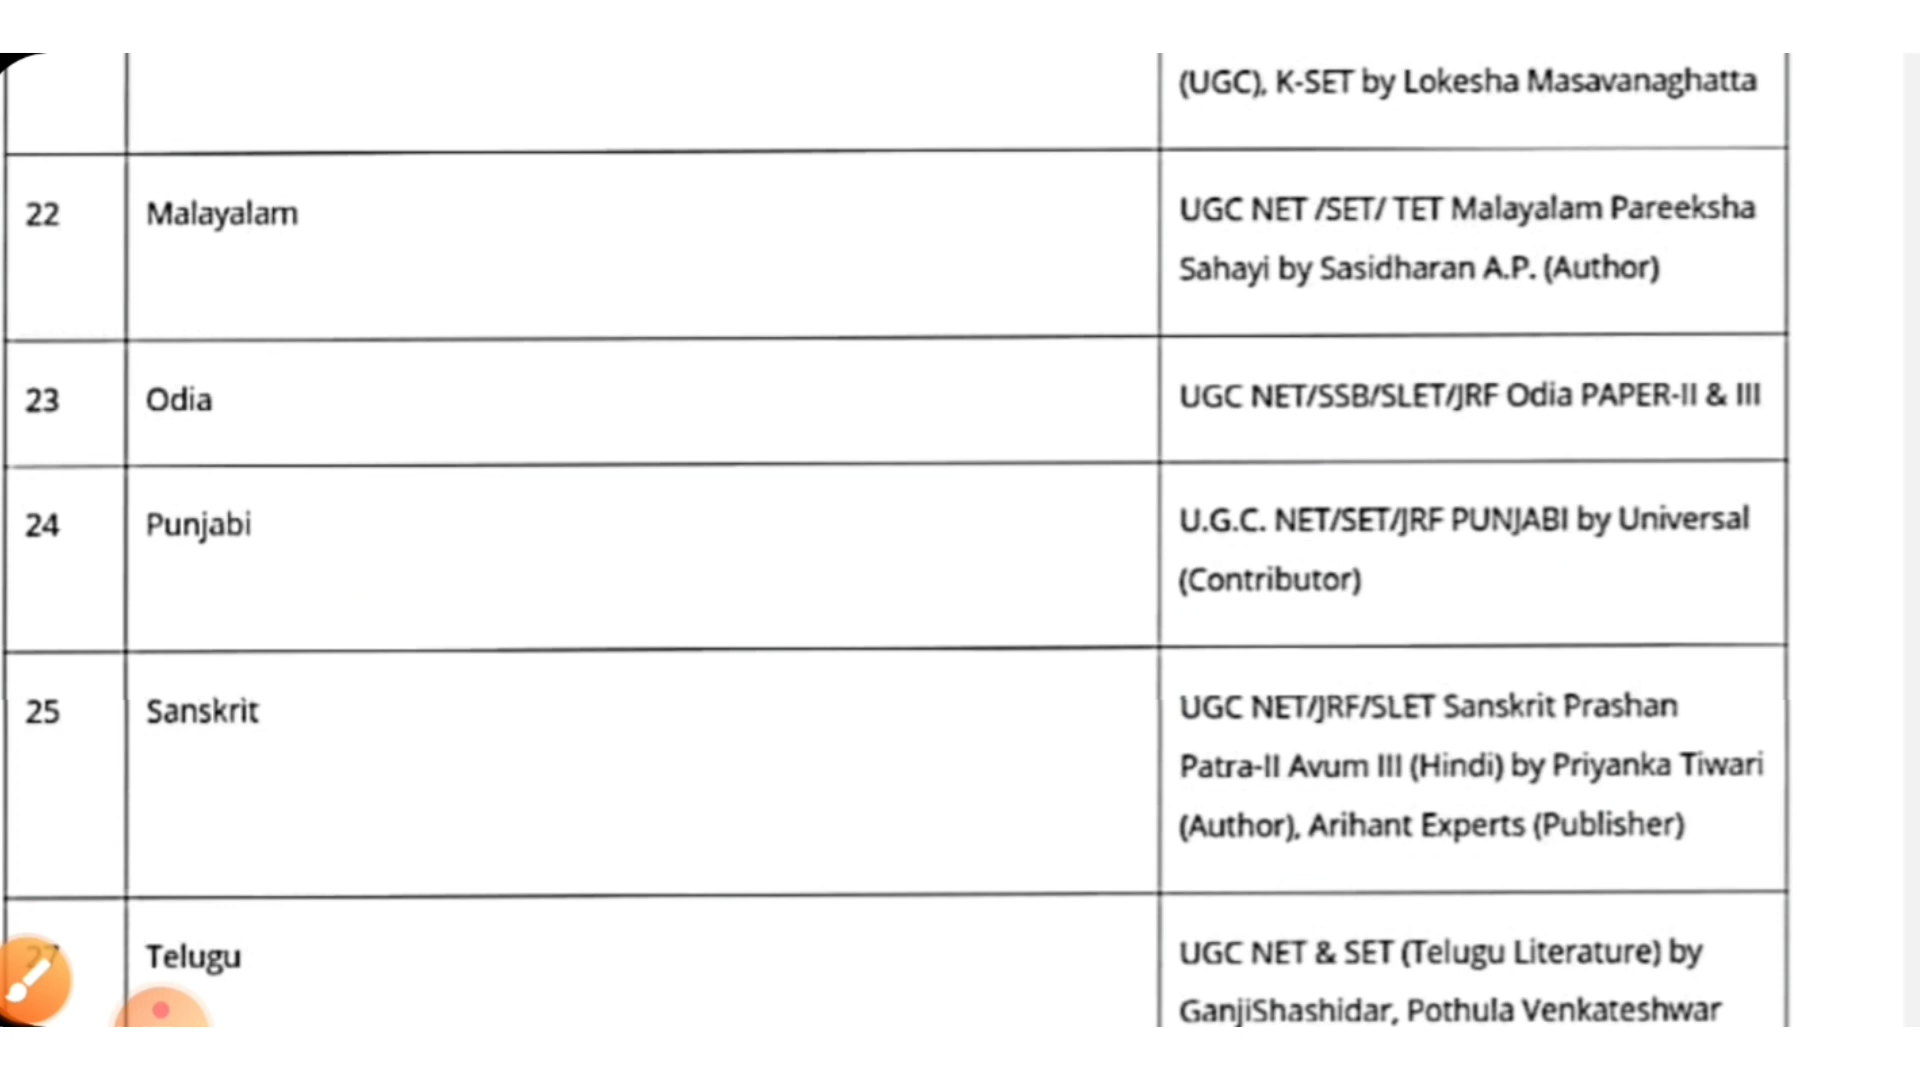 (UGC), K-SET by Lokesha Masavanaghatta
22
Malayalam
UGC NET /SET/ TET Malayalam Pareeksha
Sahayi by Sasidharan A.P. (Author)
23
Odia
UGC NET/SSB/SLET/JRF Odia PAPER-II & III
24
Punjabi
U.G.C. NET/SET/JRF PUNJABI by Universal
(Contributor)
25
Sanskrit
UGC NET/JRF/SLET Sanskrit Prashan
Patra-II Avum III (Hindi) by Priyanka Tiwari
(Author), Arihant Experts (Publisher)
27
Telugu
UGC NET & SET (Telugu Literature) by
GanjiShashidar, Pothula Venkateshwar